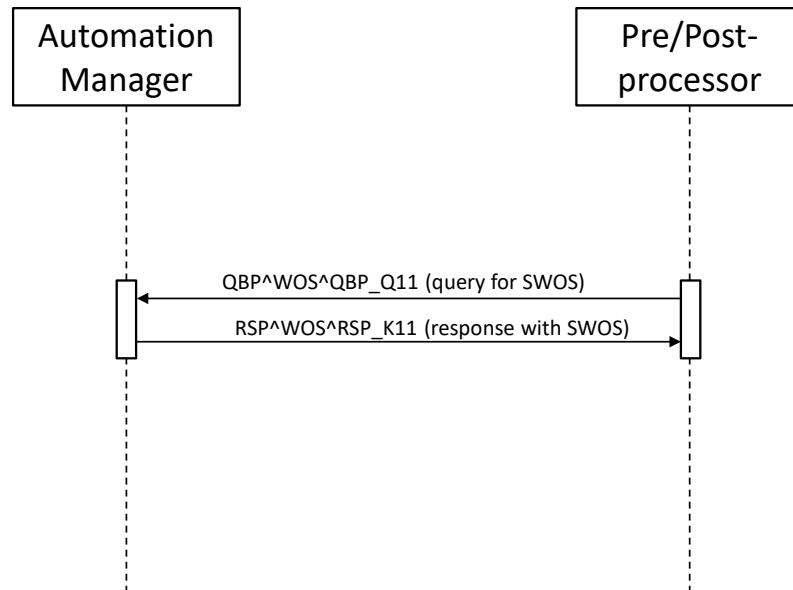 Automation
Manager
Pre/Post-
processor
QBP^WOS^QBP_Q11 (query for SWOS)
RSP^WOS^RSP_K11 (response with SWOS)